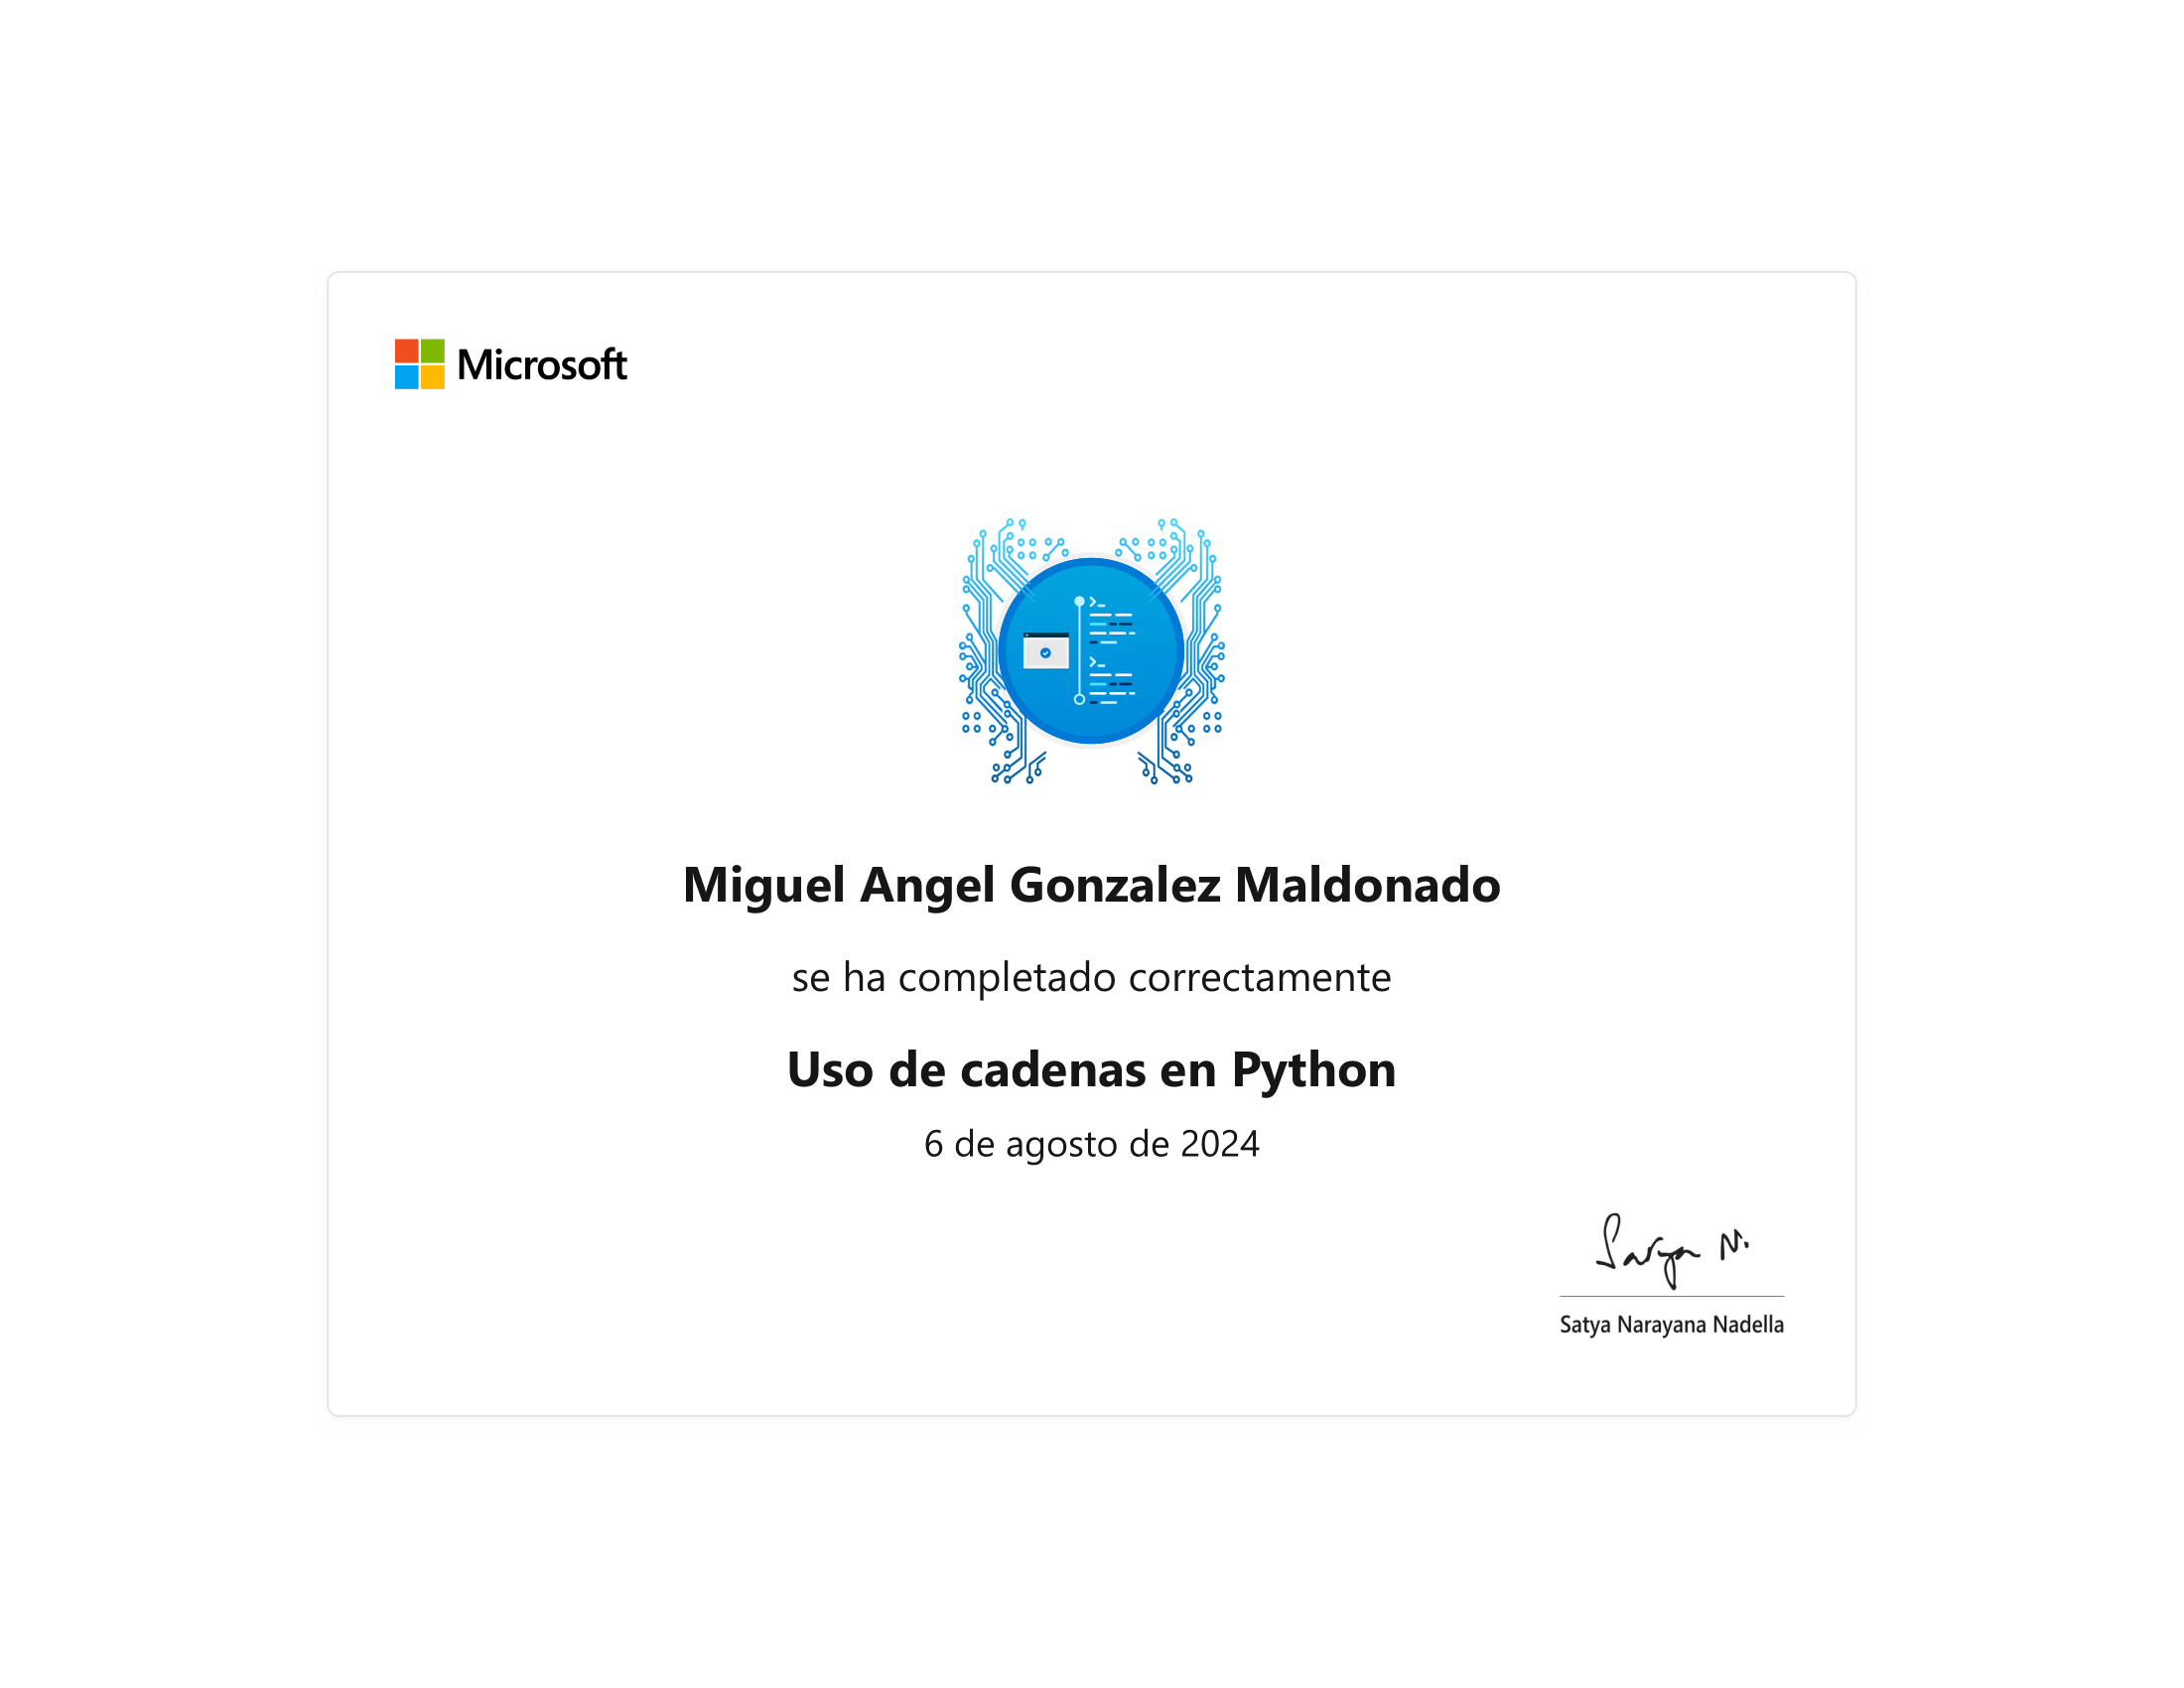 Microsoft
Miguel Angel Gonzalez Maldonado
se ha completado correctamente
Uso de cadenas en Python
6 de agosto de 2024
Satya N.
Satya Narayana Nadella